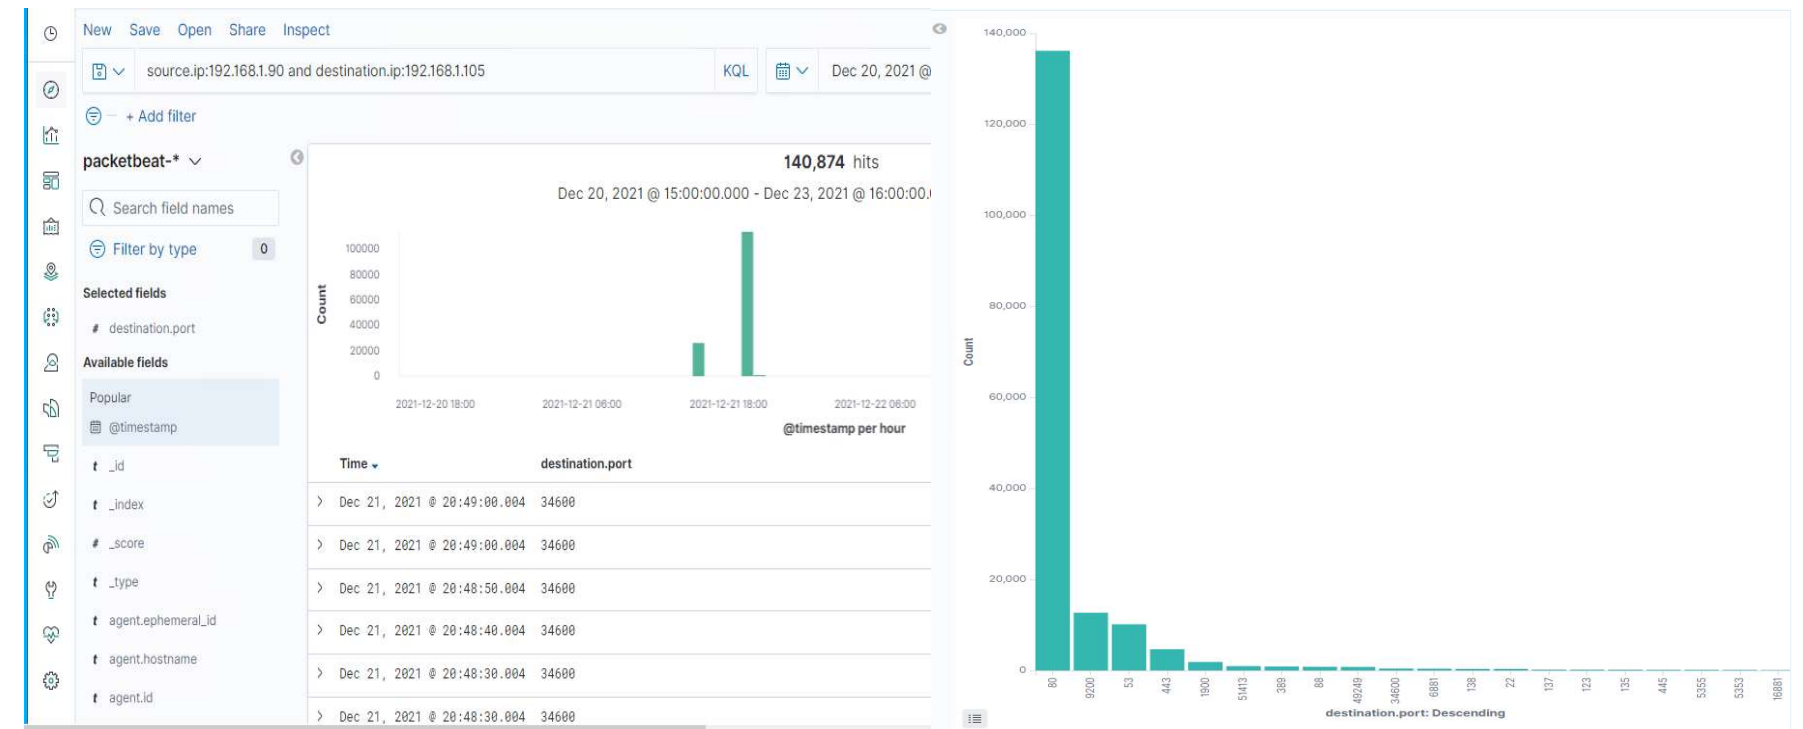 New Save Open Share Inspect
source.ip:192.168.1.90 and destination.ip:192.168.1.105 KQL Dec 20, 2021 @
+ Add filter
packetbeat-*
Search field names
Filter by type 0
Selected fields
# destination.port
Available fields
Popular
@timestamp
t _id
t _index
# _score
t _type
t agent.ephemeral_id
t agent.hostname
t agent.id
140,874 hits
Dec 20, 2021 @ 15:00:00.000 - Dec 23, 2021 @ 16:00:00.
Count
100000
80000
60000
40000
20000
0
2021-12-20 18:00 2021-12-21 06:00 2021-12-21 18:00 2021-12-22 06:00
@timestamp per hour
Time destination.port
> Dec 21, 2021 @ 20:49:00.004 34600
> Dec 21, 2021 @ 20:49:00.004 34600
> Dec 21, 2021 @ 20:48:50.004 34600
> Dec 21, 2021 @ 20:48:40.004 34600
> Dec 21, 2021 @ 20:48:30.004 34600
> Dec 21, 2021 @ 20:48:30.004 34600
Count
140,000
120,000
100,000
80,000
60,000
40,000
20,000
0
80 9200 53 443 1900 51413 389 88 49249 34600 6881 138 22 137 123 135 445 5355 5353 16881
destination.port: Descending